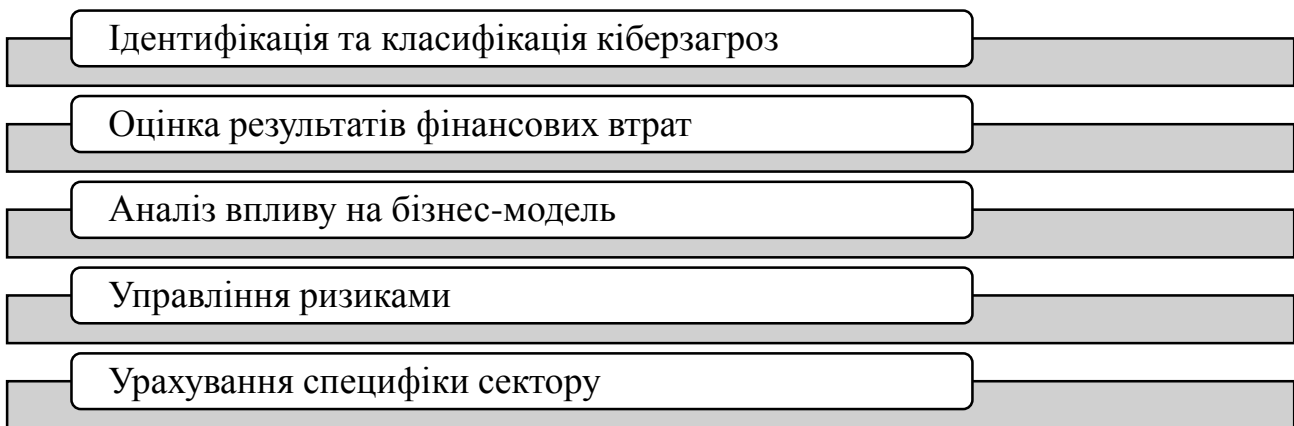 Ідентифікація та класифікація кіберзагроз
Оцінка результатів фінансових втрат
Аналіз впливу на бізнес-модель
Управління ризиками
Урахування специфіки сектору